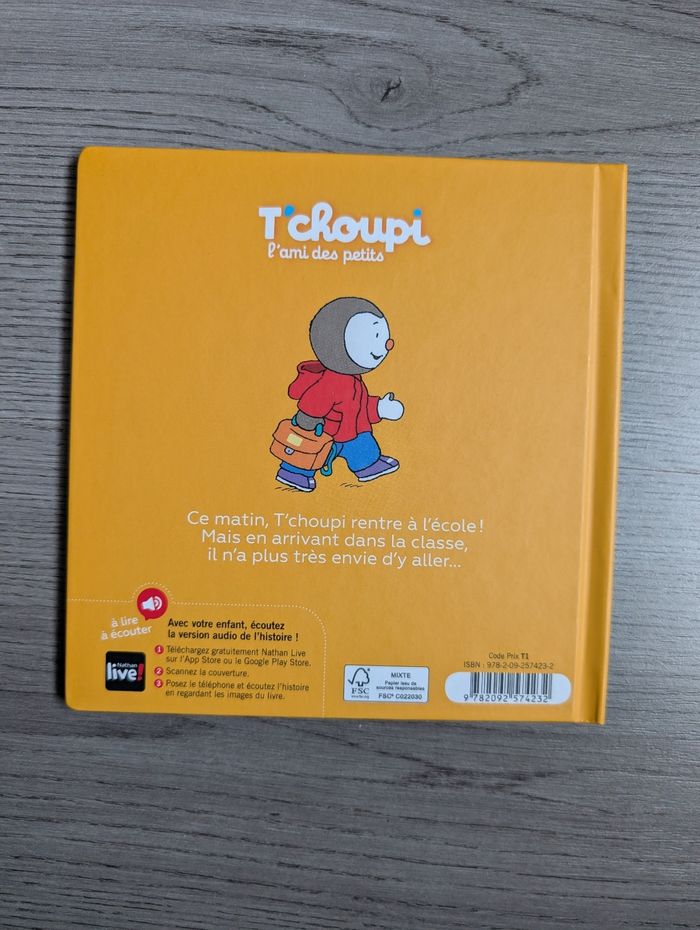 T'choupi
l'ami des petits
Ce matin, T'choupi rentre à l'école !
Mais en arrivant dans la classe,
il n'a plus très envie d'y aller...
à lire
à écouter
Nathan
live!
Avec votre enfant, écoutez
la version audio de l'histoire !
1 Téléchargez gratuitement Nathan Live
sur l'App Store ou le Google Play Store.
2 Scannez la couverture.
3 Posez le téléphone et écoutez l'histoire
en regardant les images du livre.
FSC
www.fsc.org
MIXTE
Papier issu de
sources responsables
FSC® C022030
Code Prix T1
ISBN : 978-2-09-257423-2
9 782092 574232